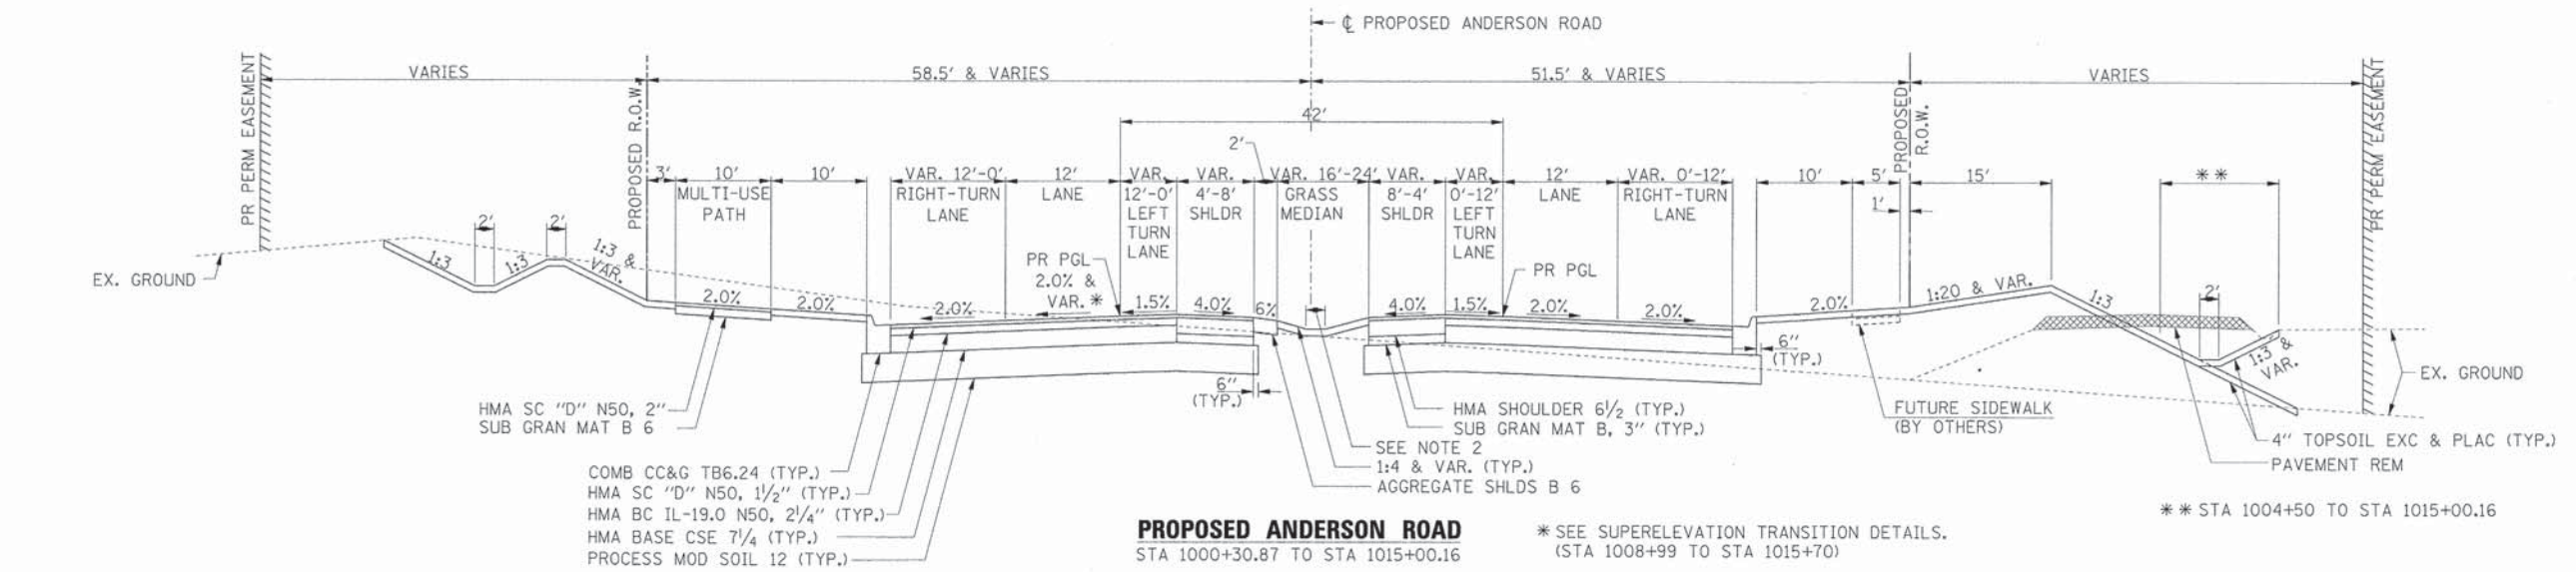 ℄ PROPOSED ANDERSON ROAD
PR PERM EASEMENT
VARIES
PROPOSED R.O.W.
58.5' & VARIES
51.5' & VARIES
PROPOSED
R.O.W.
VARIES
PR PERM EASEMENT
42'
2'
3'
10'
MULTI-USE
PATH
10'
VAR. 12'-0'
RIGHT-TURN
LANE
12'
LANE
VAR.
12'-0'
LEFT
TURN
LANE
VAR.
4'-8'
SHLDR
VAR. 16'-24'
GRASS
MEDIAN
VAR.
8'-4'
SHLDR
VAR.
0'-12'
LEFT
TURN
LANE
12'
LANE
VAR. 0'-12'
RIGHT-TURN
LANE
10'
5'
1'
15'
**
EX. GROUND
1:3
2'
1:3
2'
1:3 &
VAR.
2.0%
2.0%
2.0%
PR PGL
2.0% &
VAR. *
1.5%
4.0%
6%
4.0%
1.5%
PR PGL
2.0%
2.0%
2.0%
1:20 & VAR.
1:3
2'
1:3 &
VAR.
EX. GROUND
6"
(TYP.)
6"
(TYP.)
HMA SC "D" N50, 2"
SUB GRAN MAT B 6
COMB CC&G TB6.24 (TYP.)
HMA SC "D" N50, 1½" (TYP.)
HMA BC IL-19.0 N50, 2¼" (TYP.)
HMA BASE CSE 7¼ (TYP.)
PROCESS MOD SOIL 12 (TYP.)
HMA SHOULDER 6½ (TYP.)
SUB GRAN MAT B, 3" (TYP.)
SEE NOTE 2
1:4 & VAR. (TYP.)
AGGREGATE SHLDS B 6
FUTURE SIDEWALK
(BY OTHERS)
4" TOPSOIL EXC & PLAC (TYP.)
PAVEMENT REM
PROPOSED ANDERSON ROAD
STA 1000+30.87 TO STA 1015+00.16
* SEE SUPERELEVATION TRANSITION DETAILS.
(STA 1008+99 TO STA 1015+70)
** STA 1004+50 TO STA 1015+00.16